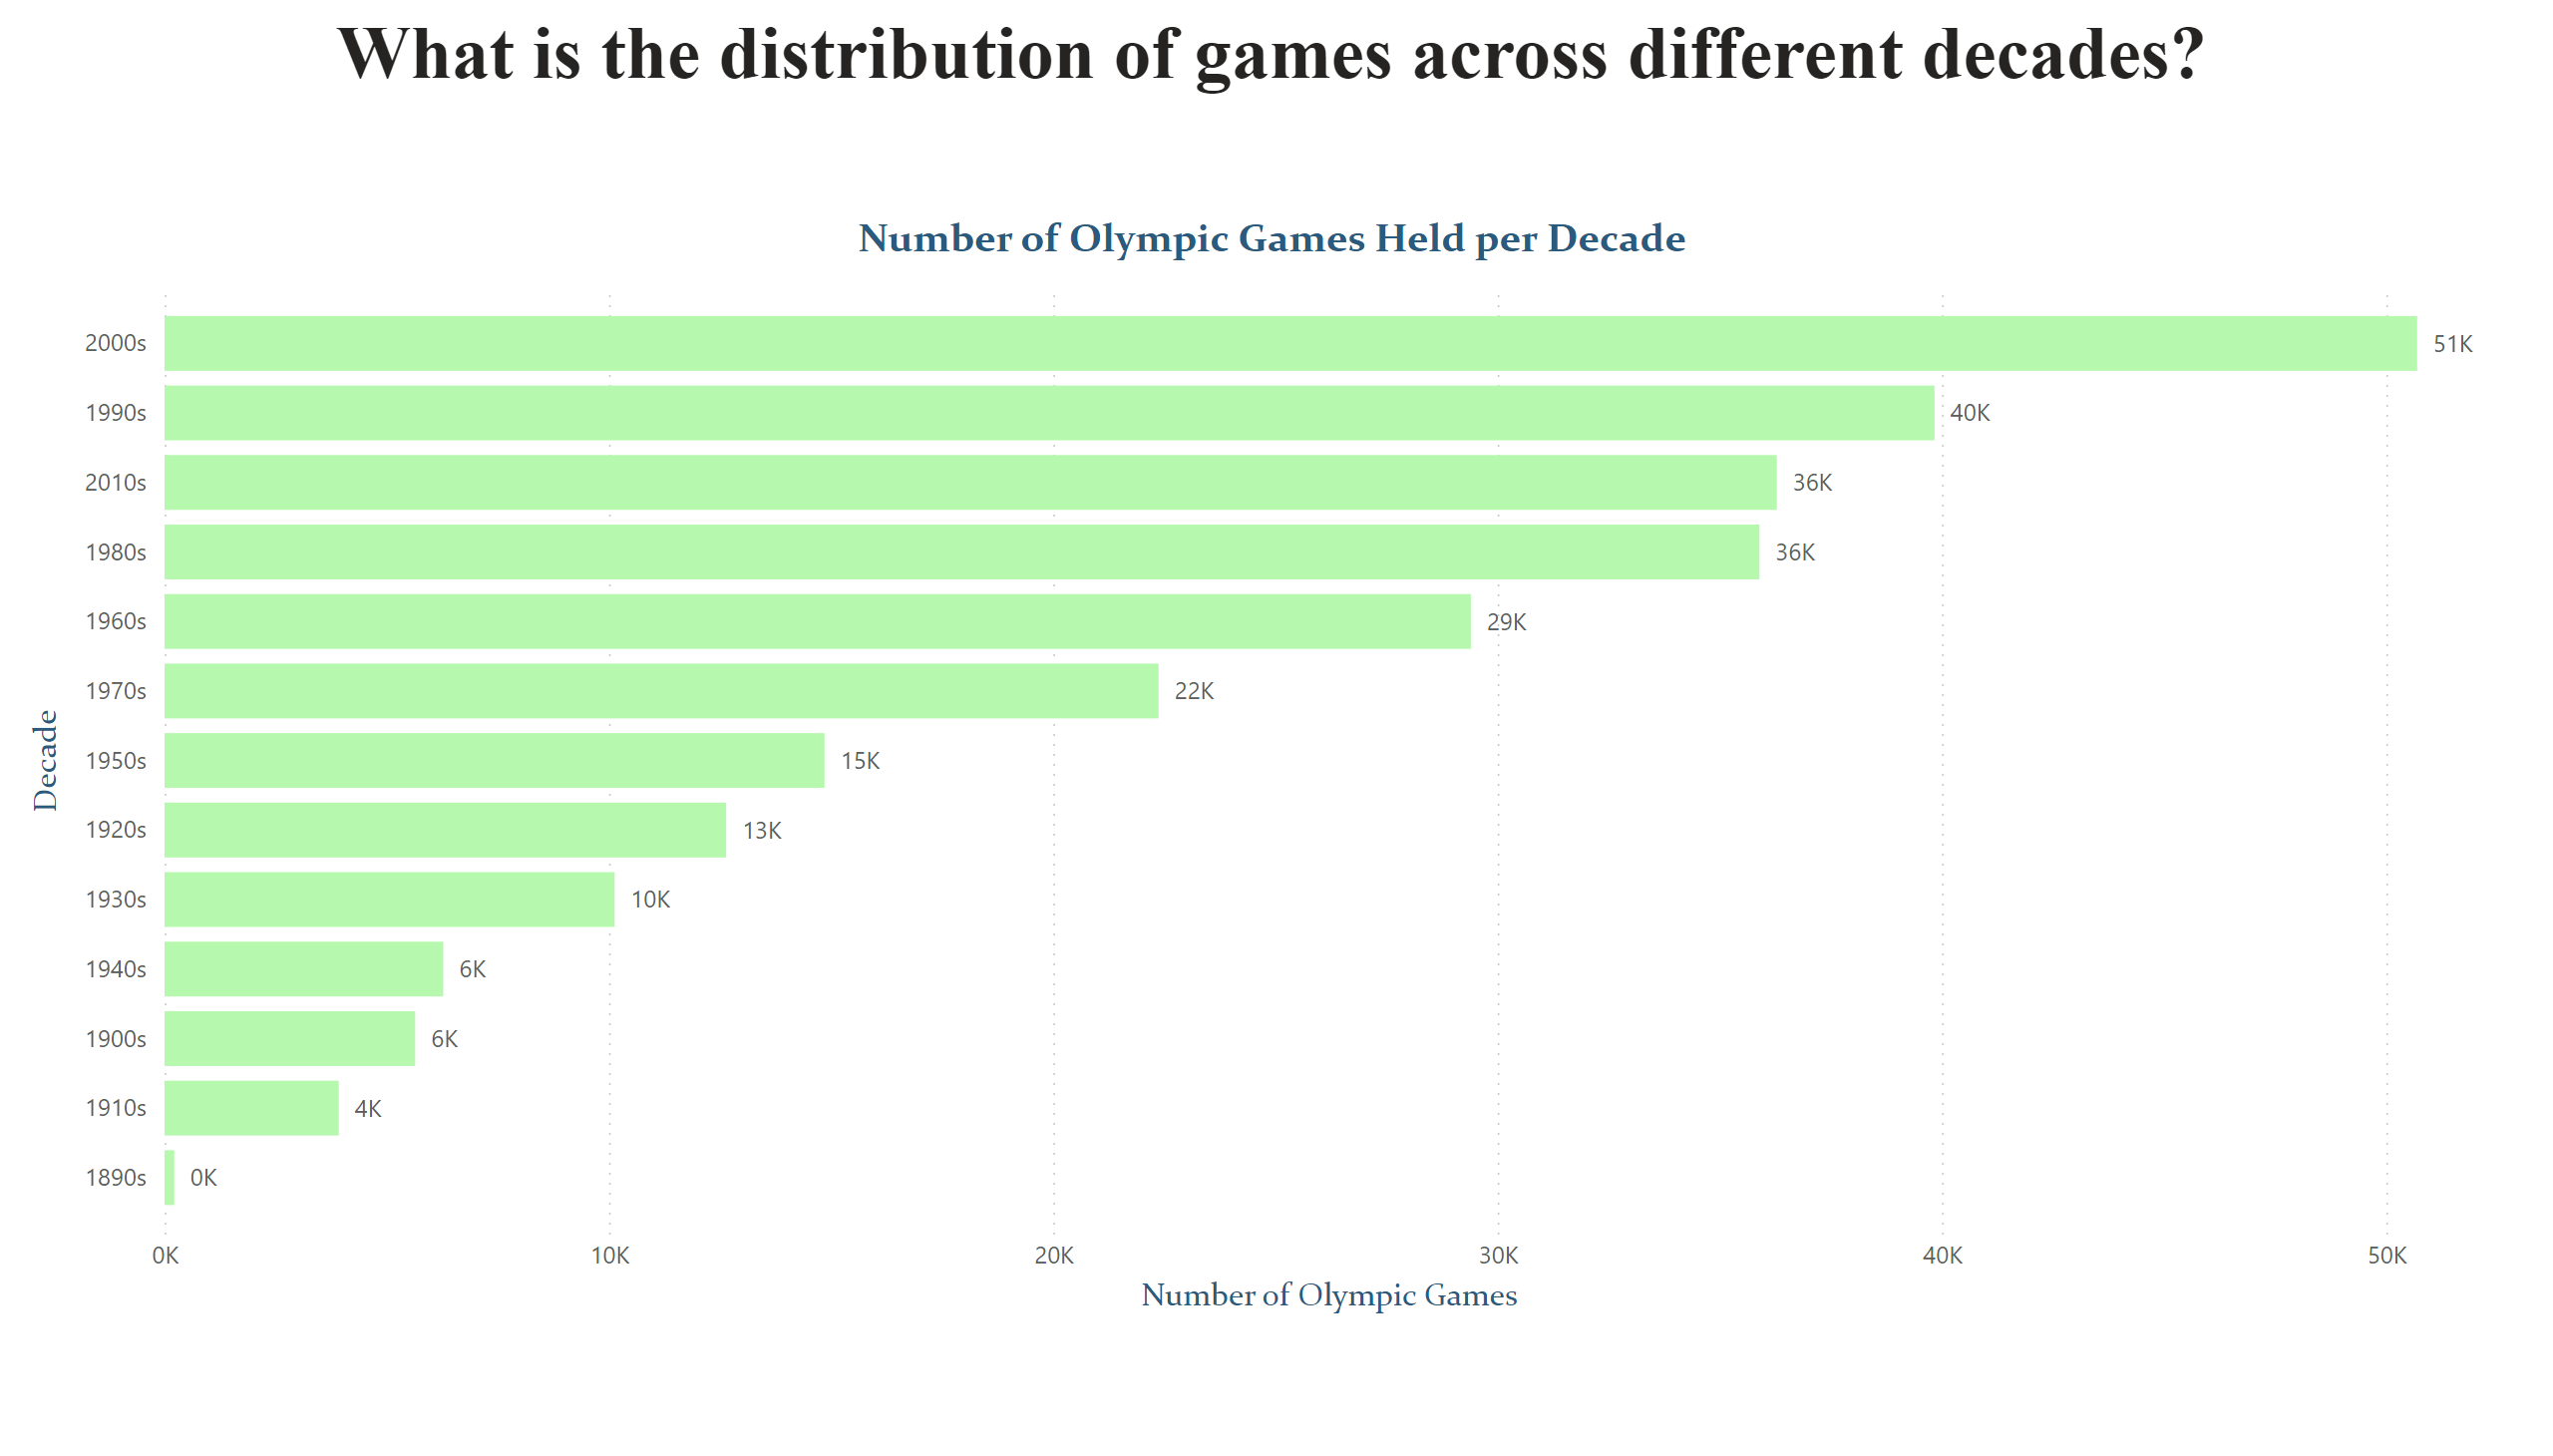 What is the distribution of games across different decades?
Number of Olympic Games Held per Decade
2000s 51K
1990s 40K
2010s 36K
1980s 36K
1960s 29K
1970s 22K
1950s 15K
1920s 13K
1930s 10K
1940s 6K
1900s 6K
1910s 4K
1890s 0K
Decade
0K 10K 20K 30K 40K 50K
Number of Olympic Games